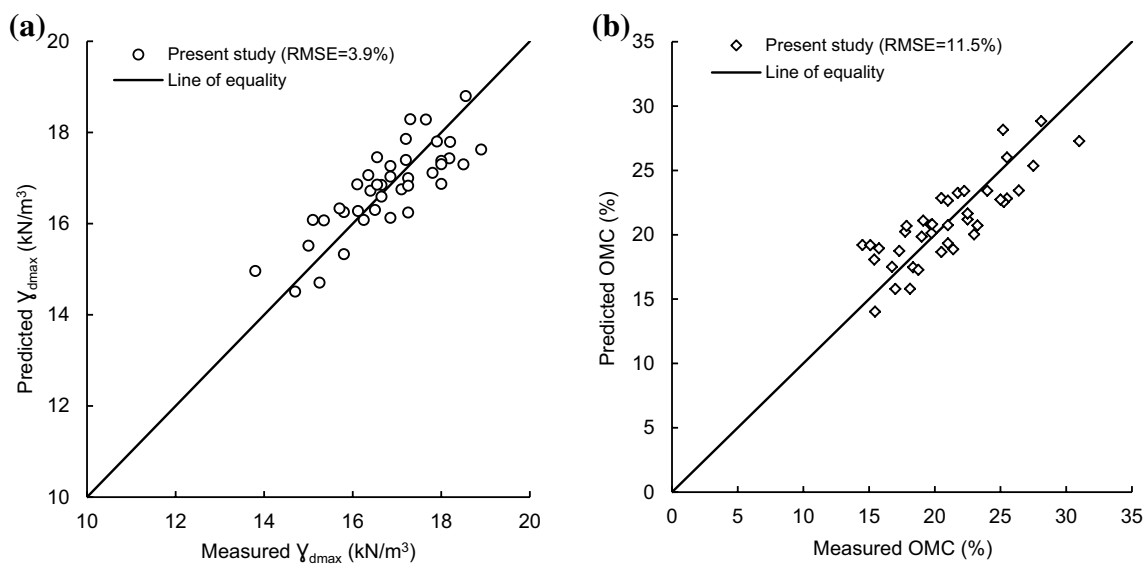 (a)
20
18
16
14
12
10
Predicted Ɣdmax (kN/m³)
Present study (RMSE=3.9%)
Line of equality
10 12 14 16 18 20
Measured Ɣdmax (kN/m³)
(b)
35
30
25
20
15
10
5
0
Predicted OMC (%)
Present study (RMSE=11.5%)
Line of equality
0 5 10 15 20 25 30 35
Measured OMC (%)